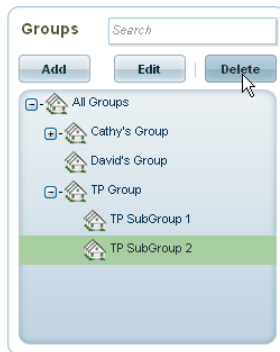 Groups Search
Add Edit Delete
All Groups
Cathy's Group
David's Group
TP Group
TP SubGroup 1
TP SubGroup 2